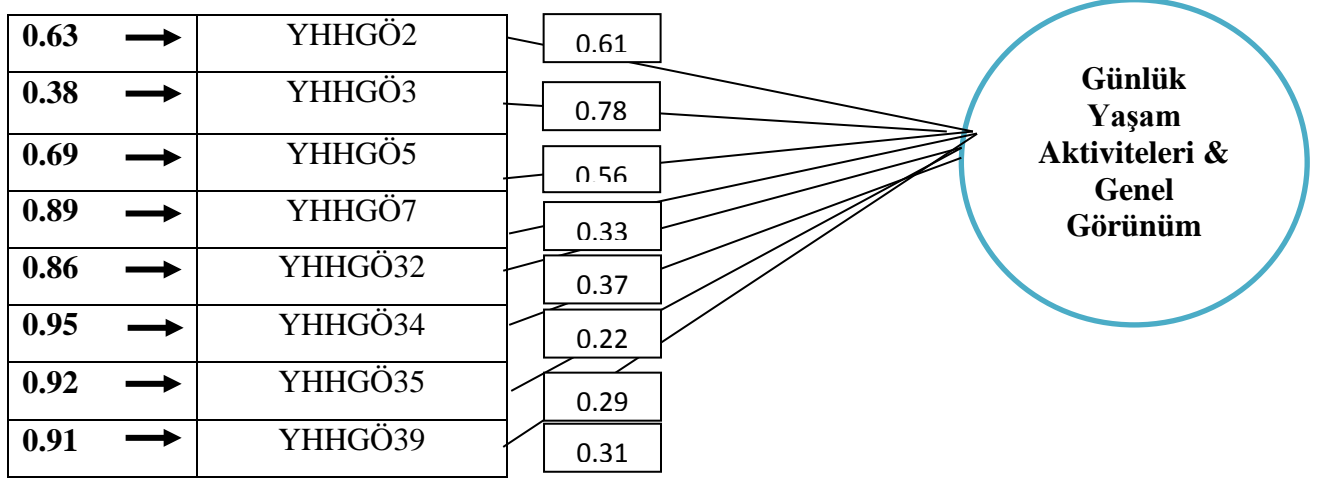 0.63 YHHGÖ2 0.61
0.38 YHHGÖ3 0.78
0.69 YHHGÖ5 0.56
0.89 YHHGÖ7 0.33
0.86 YHHGÖ32 0.37
0.95 YHHGÖ34 0.22
0.92 YHHGÖ35 0.29
0.91 YHHGÖ39 0.31
Günlük
Yaşam
Aktiviteleri &
Genel
Görünüm